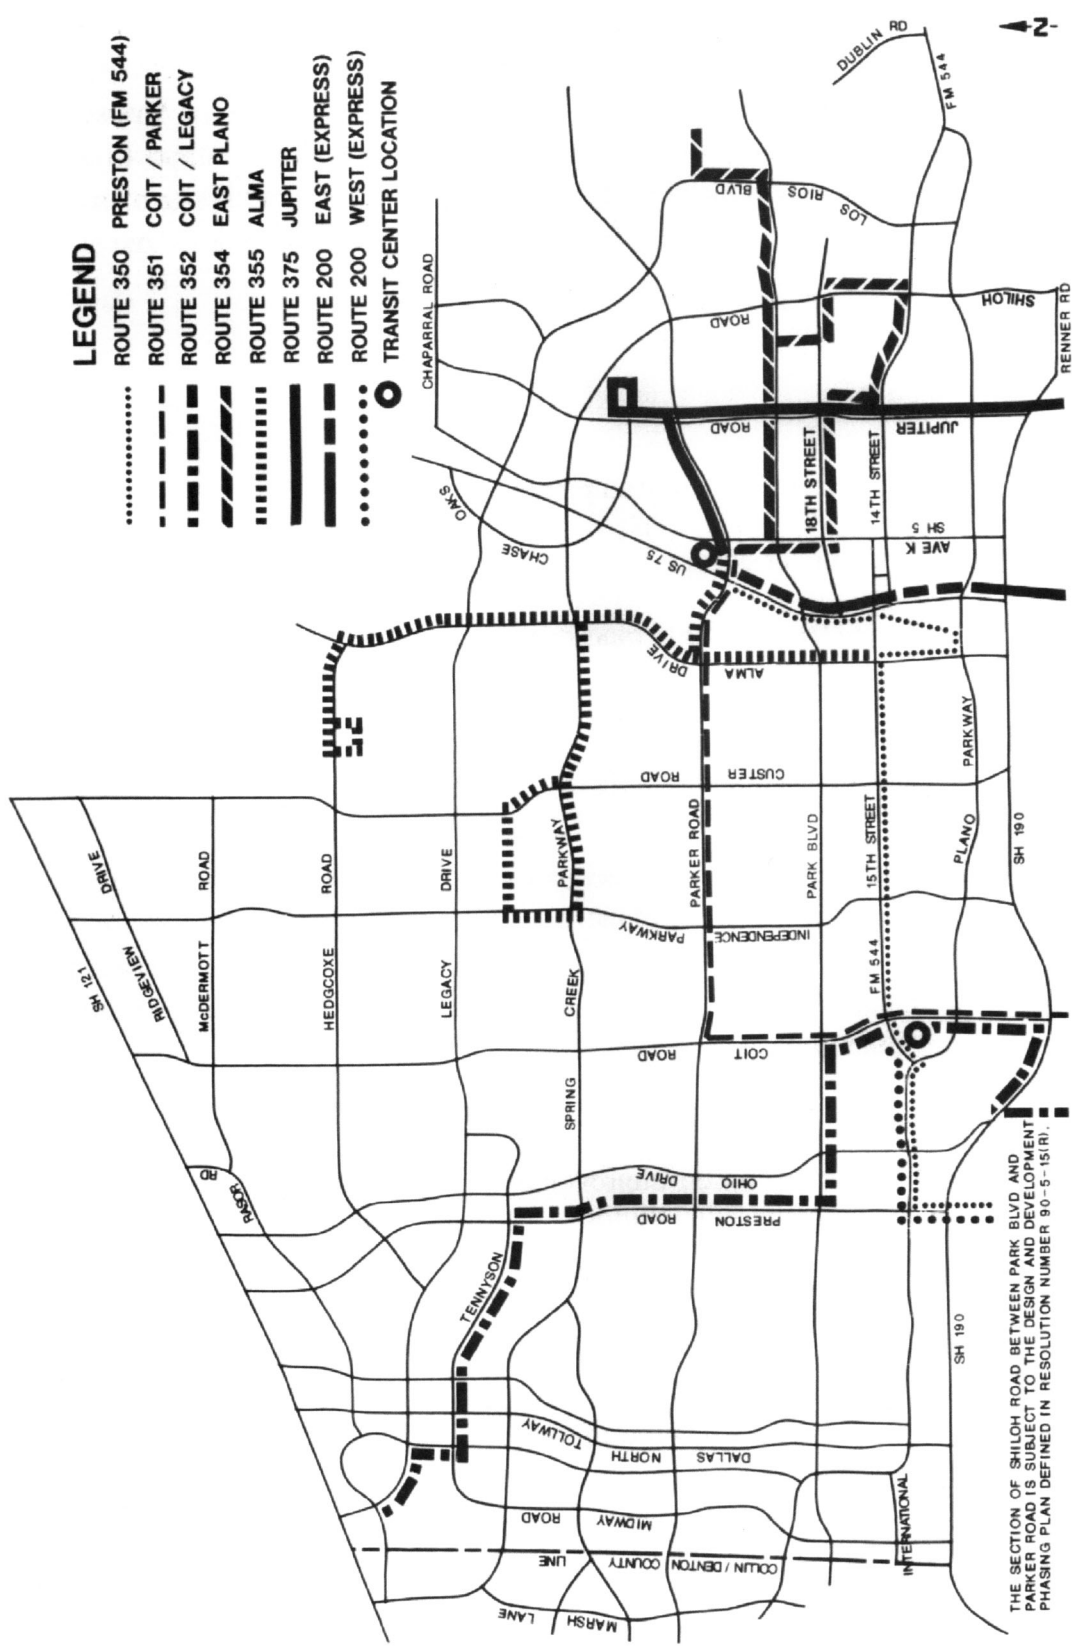 LEGEND
ROUTE 350 PRESTON (FM 544)
ROUTE 351 COIT / PARKER
ROUTE 352 COIT / LEGACY
ROUTE 354 EAST PLANO
ROUTE 355 ALMA
ROUTE 375 JUPITER
ROUTE 200 EAST (EXPRESS)
ROUTE 200 WEST (EXPRESS)
TRANSIT CENTER LOCATION
-Z-
CHAPARRAL ROAD
DUBLIN RD
FM 544
LOS RIOS BLVD
SHILOH
ROAD
RENNER RD
JUPITER
ROAD
18TH STREET
14TH STREET
AVE K
SH 5
OAKS
CHASE
US 75
ALMA
DRIVE
CUSTER
ROAD
PARKWAY
PLANO
SH 190
15TH STREET
FM 544
PARK BLVD
PARKER ROAD
INDEPENDENCE
PARKWAY
PARKWAY
CREEK
SPRING
DRIVE
LEGACY
ROAD
HEDGCOXE
ROAD
McDERMOTT
DRIVE
RIDGEVIEW
SH 121
COIT
ROAD
OHIO
DRIVE
PRESTON
ROAD
RASOR
RD
TENNYSON
DALLAS
NORTH
TOLLWAY
MIDWAY
ROAD
COLLIN / DENTON COUNTY LINE
MARSH
LANE
INTERNATIONAL
SH 190
THE SECTION OF SHILOH ROAD BETWEEN PARK BLVD AND
PARKER ROAD IS SUBJECT TO THE DESIGN AND DEVELOPMENT
PHASING PLAN DEFINED IN RESOLUTION NUMBER 90-5-15(R).